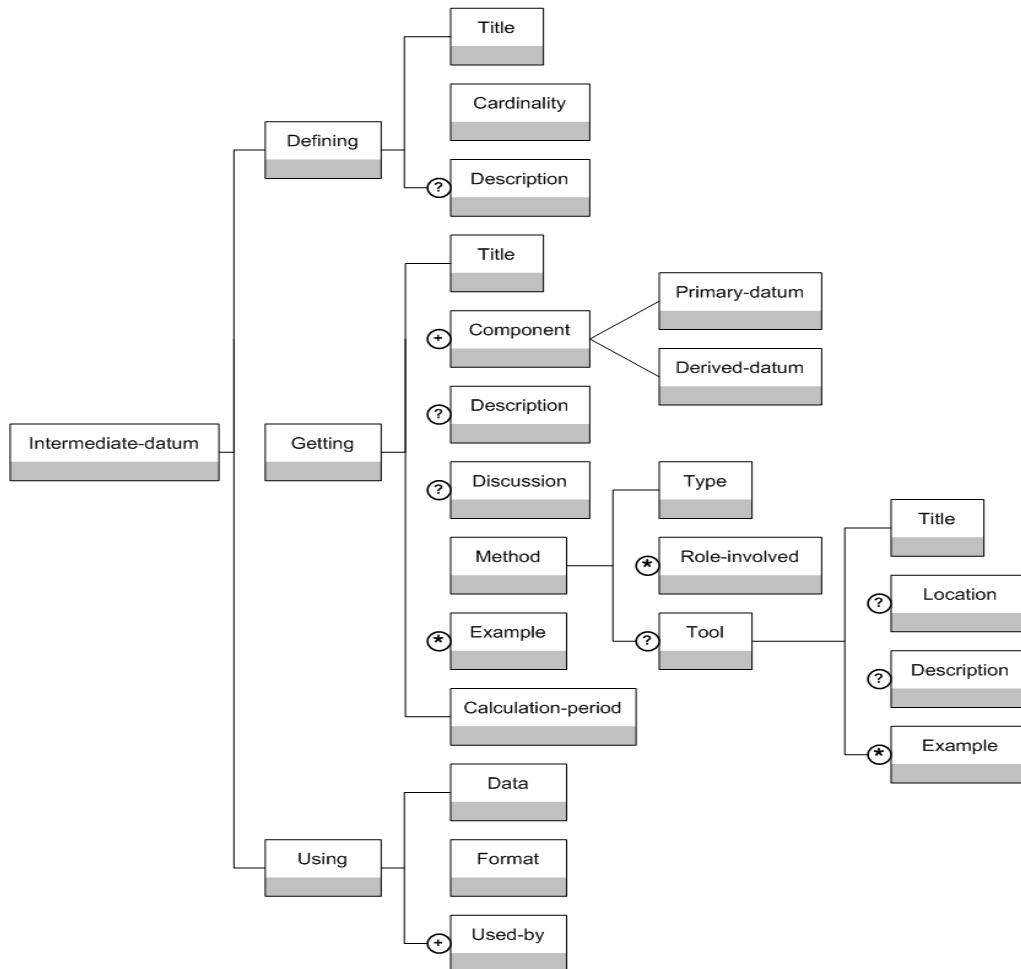 Title
Cardinality
Defining
? Description
Title
Primary-datum
+ Component
Derived-datum
? Description
Intermediate-datum
Getting
? Discussion
Type
Title
Method
* Role-involved
? Location
* Example
? Tool
? Description
Calculation-period
* Example
Data
Using
Format
+ Used-by